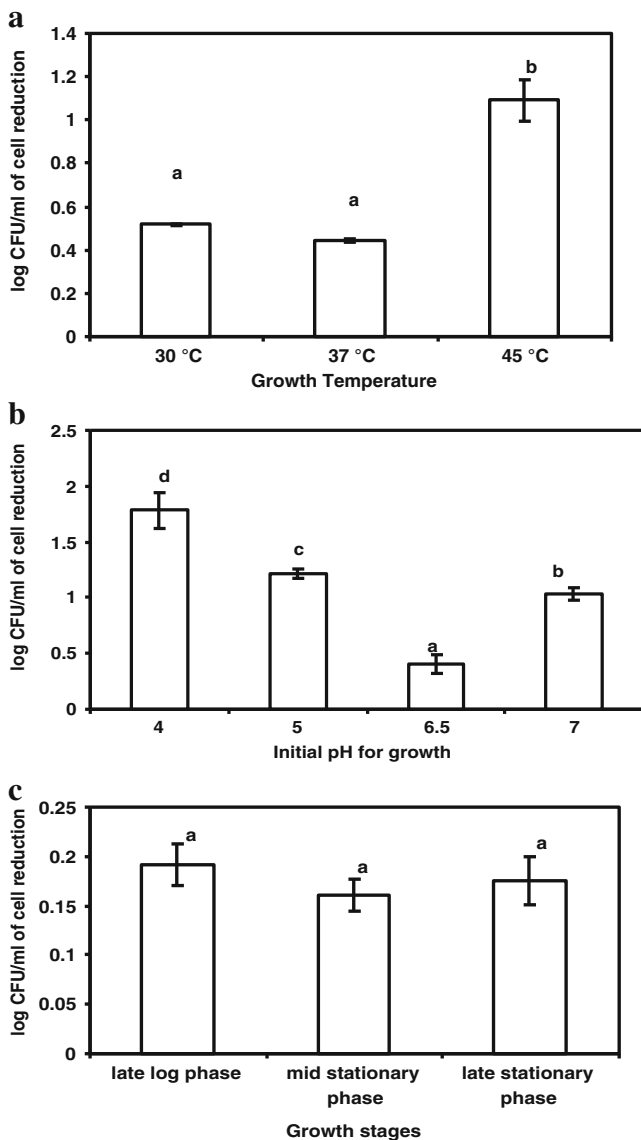 a
log CFU/ml of cell reduction
1.4
1.2
1
0.8
0.6
0.4
0.2
0
a
a
b
30 °C
37 °C
45 °C
Growth Temperature
b
log CFU/ml of cell reduction
2.5
2
1.5
1
0.5
0
d
c
a
b
4
5
6.5
7
Initial pH for growth
c
log CFU/ml of cell reduction
0.25
0.2
0.15
0.1
0.05
0
a
a
a
late log phase
mid stationary
phase
late stationary
phase
Growth stages